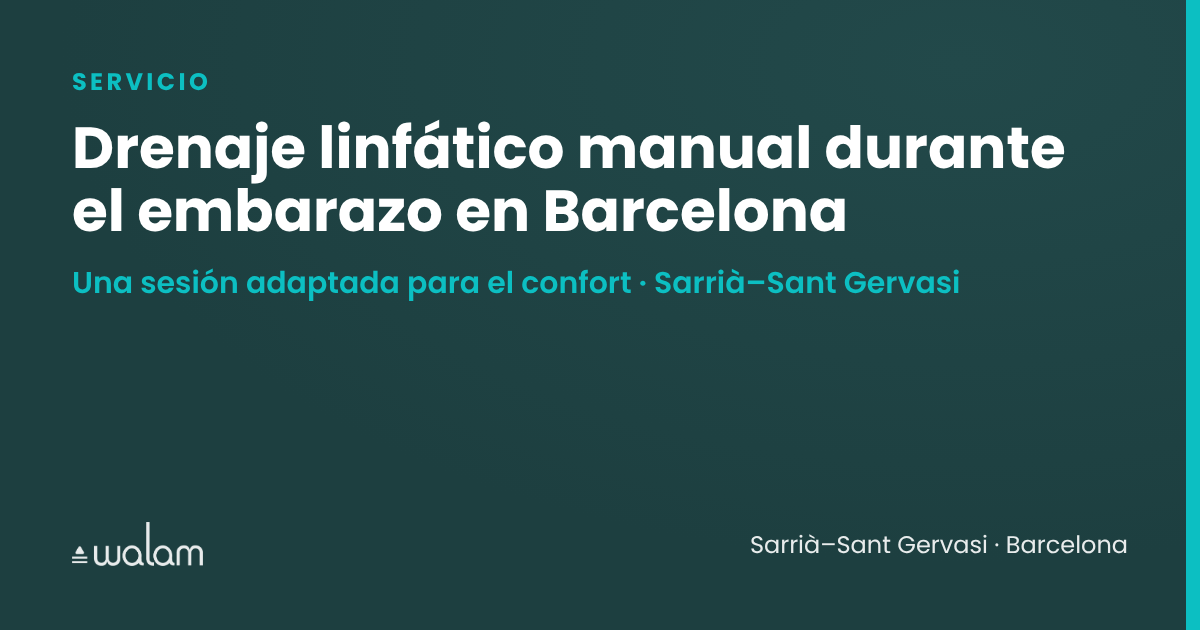 SERVICIO
Drenaje linfático manual durante
el embarazo en Barcelona
Una sesión adaptada para el confort · Sarrià–Sant Gervasi
walam
Sarrià–Sant Gervasi · Barcelona